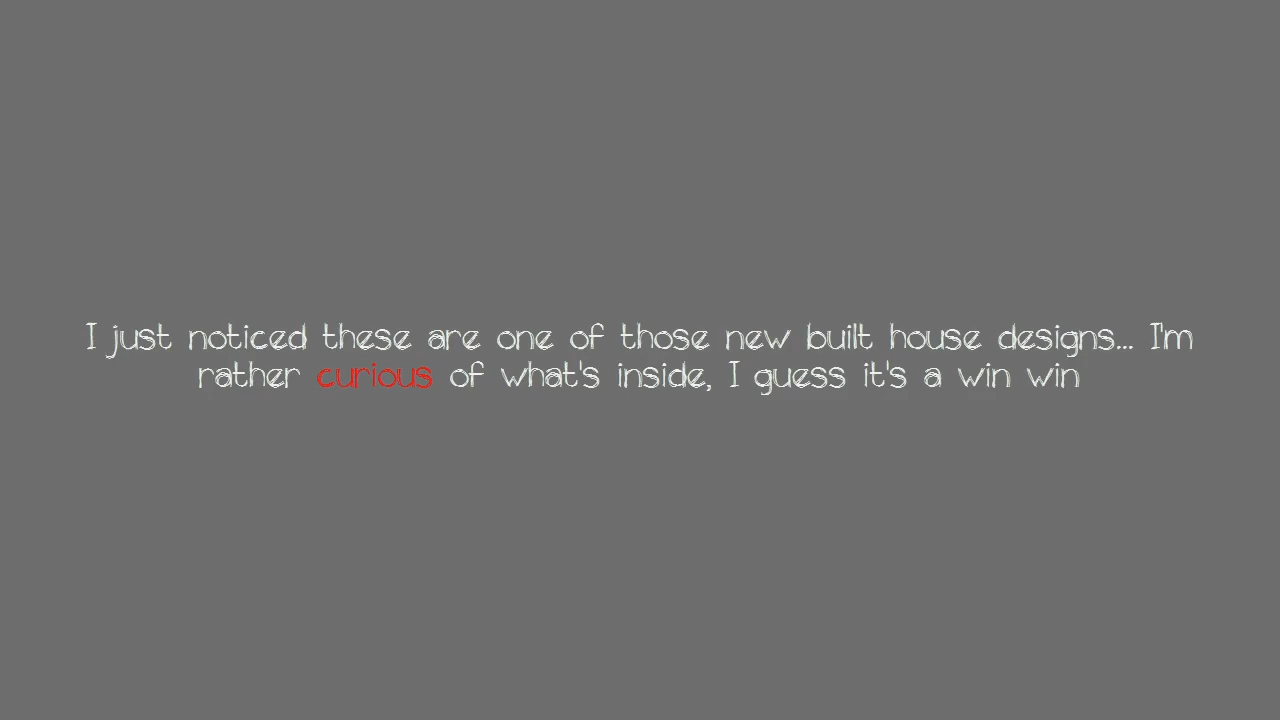 I just noticed these are one of those new built house designs... I'm
rather curious of what's inside, I guess it's a win win